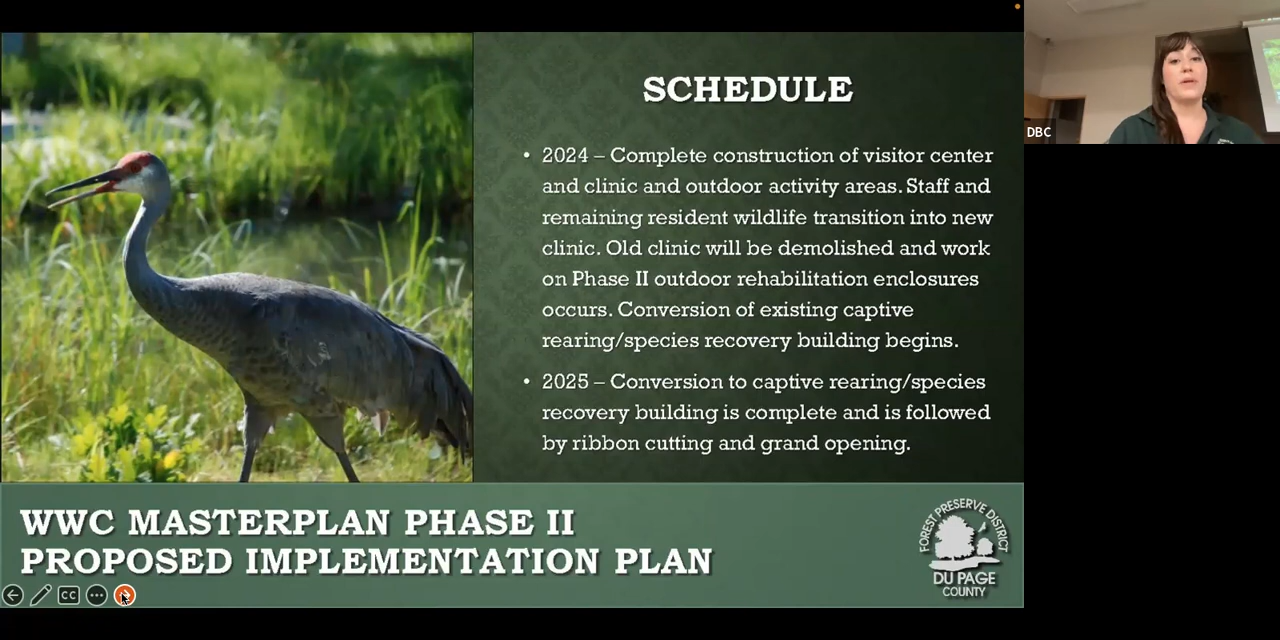 SCHEDULE
• 2024 – Complete construction of visitor center
and clinic and outdoor activity areas. Staff and
remaining resident wildlife transition into new
clinic. Old clinic will be demolished and work
on Phase II outdoor rehabilitation enclosures
occurs. Conversion of existing captive
rearing/species recovery building begins.
• 2025 – Conversion to captive rearing/species
recovery building is complete and is followed
by ribbon cutting and grand opening.
WWC MASTERPLAN PHASE II
PROPOSED IMPLEMENTATION PLAN
FOREST PRESERVE DISTRICT
DU PAGE
COUNTY
CC
DBC